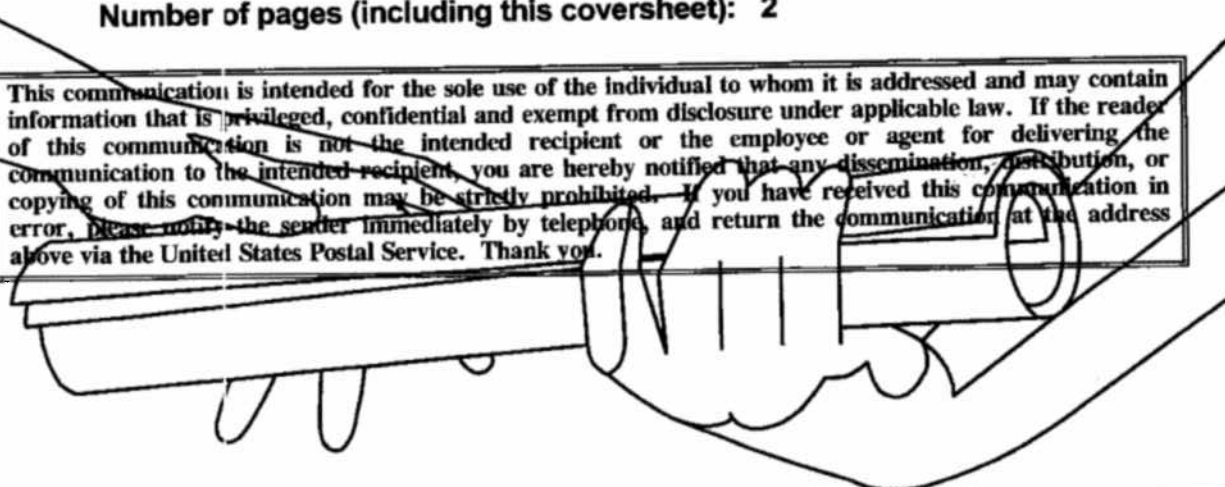 Number of pages (including this coversheet): 2
This communication is intended for the sole use of the individual to whom it is addressed and may contain
information that is privileged, confidential and exempt from disclosure under applicable law. If the reader
of this communication is not the intended recipient or the employee or agent for delivering the
communication to the intended recipient, you are hereby notified that any dissemination, distribution, or
copying of this communication may be strictly prohibited. If you have received this communication in
error, please notify the sender immediately by telephone, and return the communication at the address
above via the United States Postal Service. Thank you.